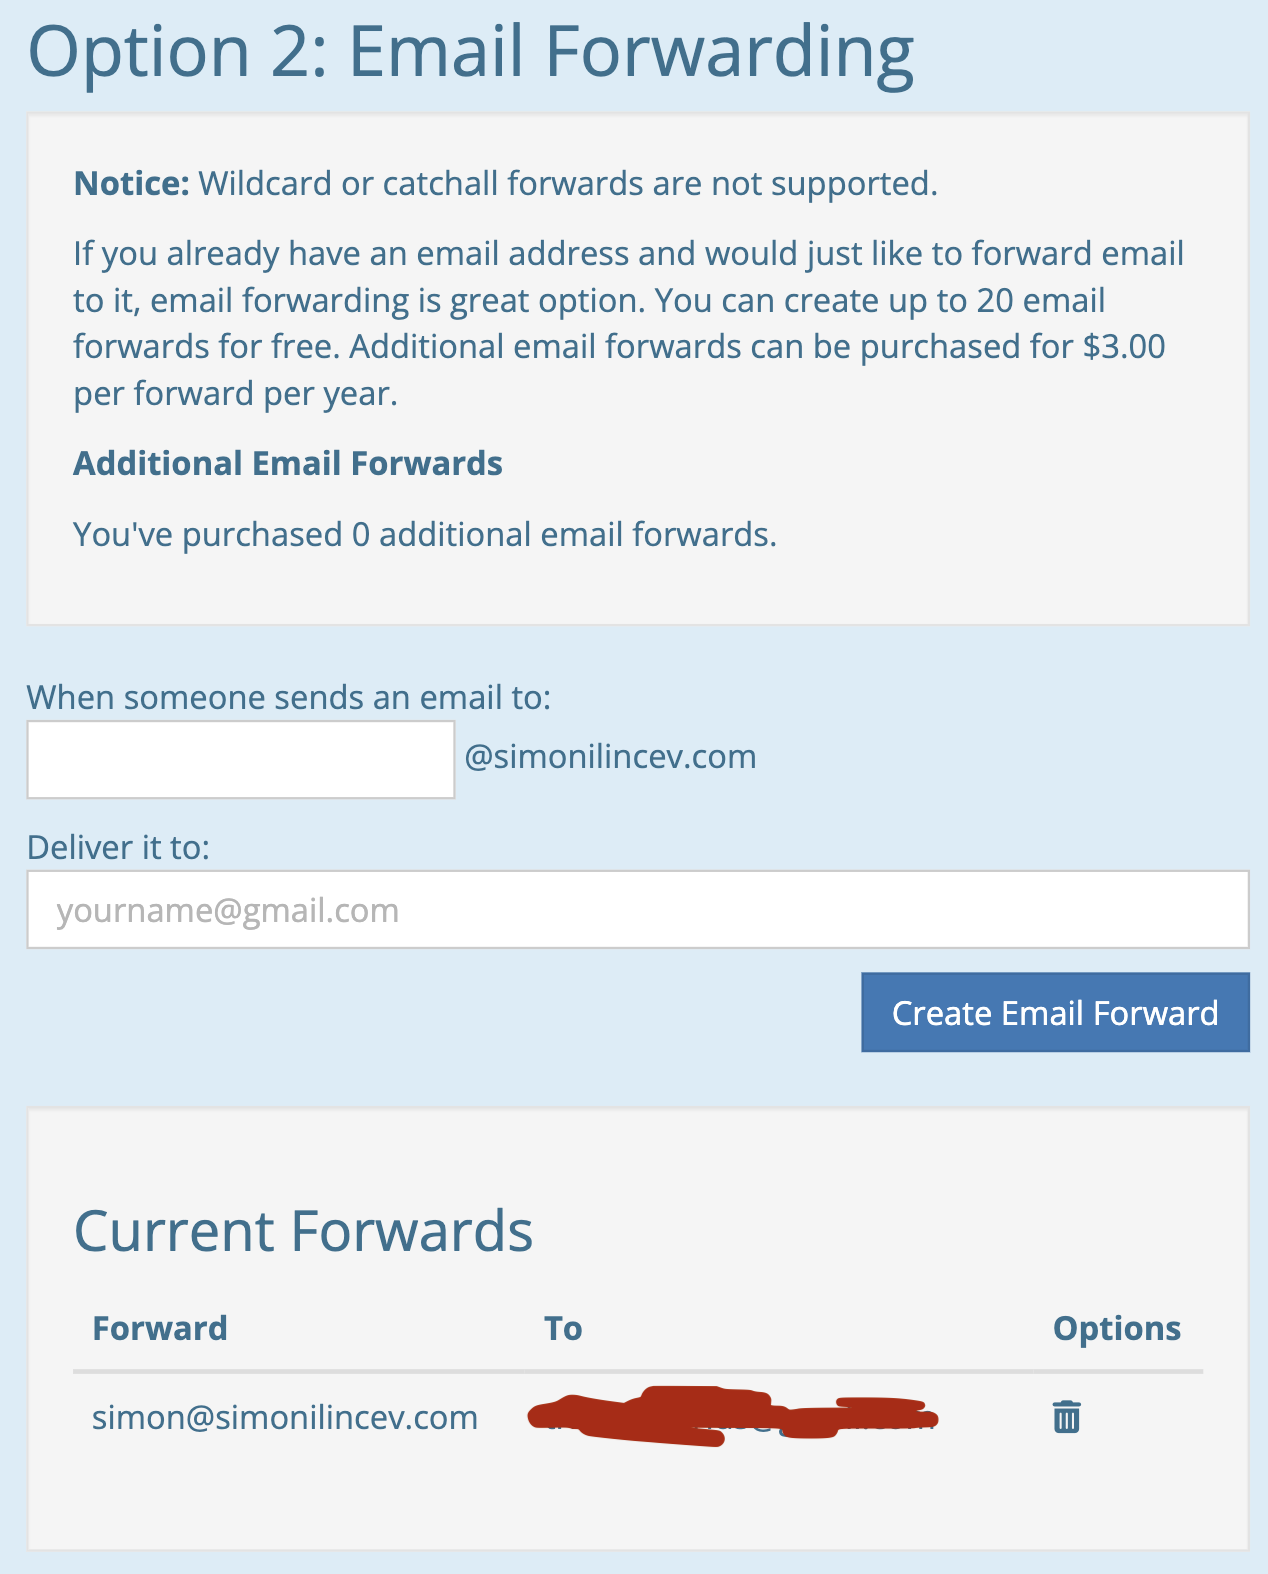 Option 2: Email Forwarding
Notice: Wildcard or catchall forwards are not supported.
If you already have an email address and would just like to forward email
to it, email forwarding is great option. You can create up to 20 email
forwards for free. Additional email forwards can be purchased for $3.00
per forward per year.
Additional Email Forwards
You've purchased 0 additional email forwards.
When someone sends an email to:
@simonilincev.com
Deliver it to:
yourname@gmail.com
Create Email Forward
Current Forwards
Forward To Options
simon@simonilincev.com